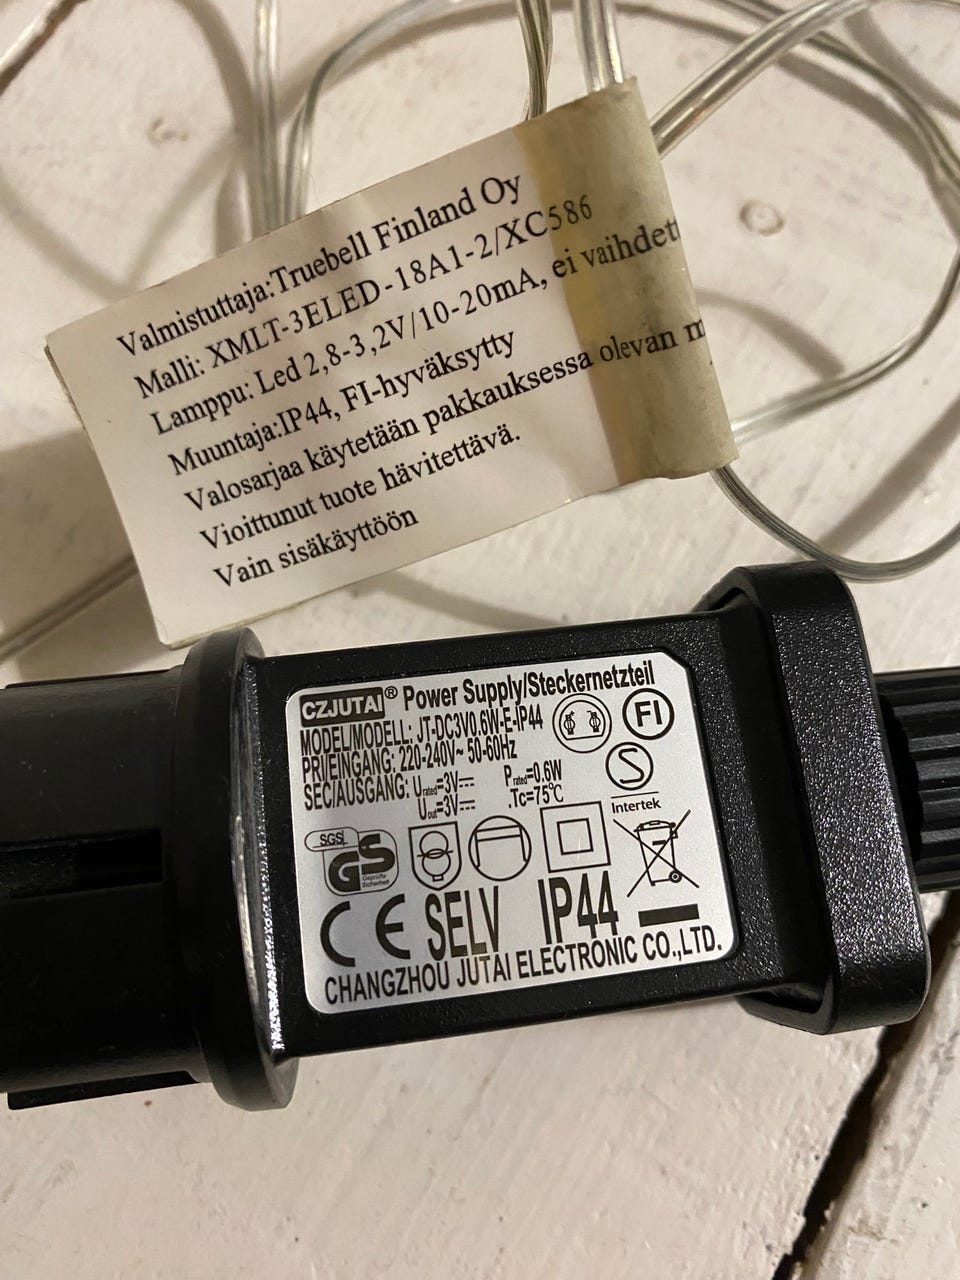 Valmistuttaja:Truebell Finland Oy
Malli: XMLT-3ELED-18A1-2/XC586
Lamppu: Led 2,8-3,2V/10-20mA, ei
Muuntaja:IP44, FI-hyväksytty
Valosarjaa käytetään pakkauksessa olevan
Vioittunut tuote hävitettävä.
Vain sisäkäyttöön
CZJUTAI® Power Supply/Steckernetzteil
MODEL/MODELL: JT-DC3V0.6W-E-IP44
PRI/EINGANG: 220-240V~ 50-60Hz
SEC/AUSGANG: Urated=3V⎓ Prated=0.6W
Uout=3V⎓ .Tc=75℃
FI
S
Intertek
SGS
GS
Geprüfte
Sicherheit
CE SELV IP44
CHANGZHOU JUTAI ELECTRONIC CO.,LTD.